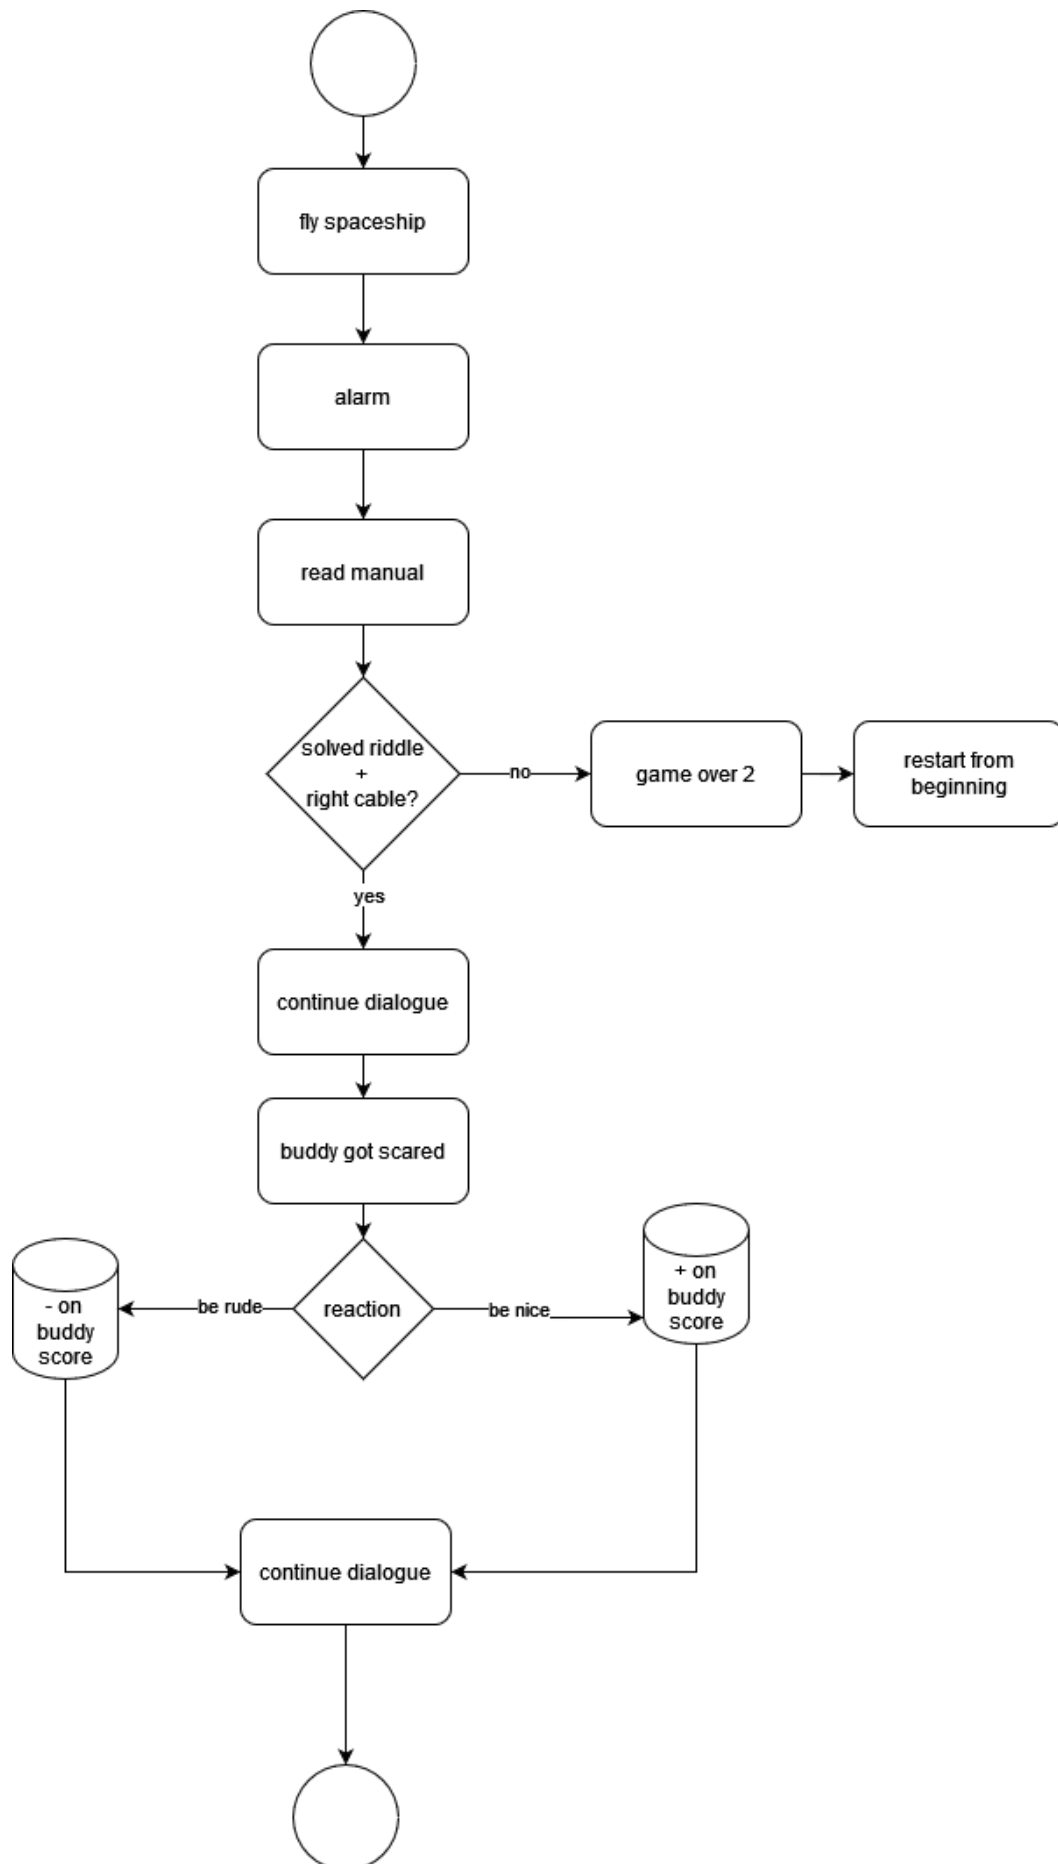 fly spaceship
alarm
read manual
solved riddle
+
right cable?
no
game over 2
restart from
beginning
yes
continue dialogue
buddy got scared
- on
buddy
score
be rude
reaction
be nice
+ on
buddy
score
continue dialogue